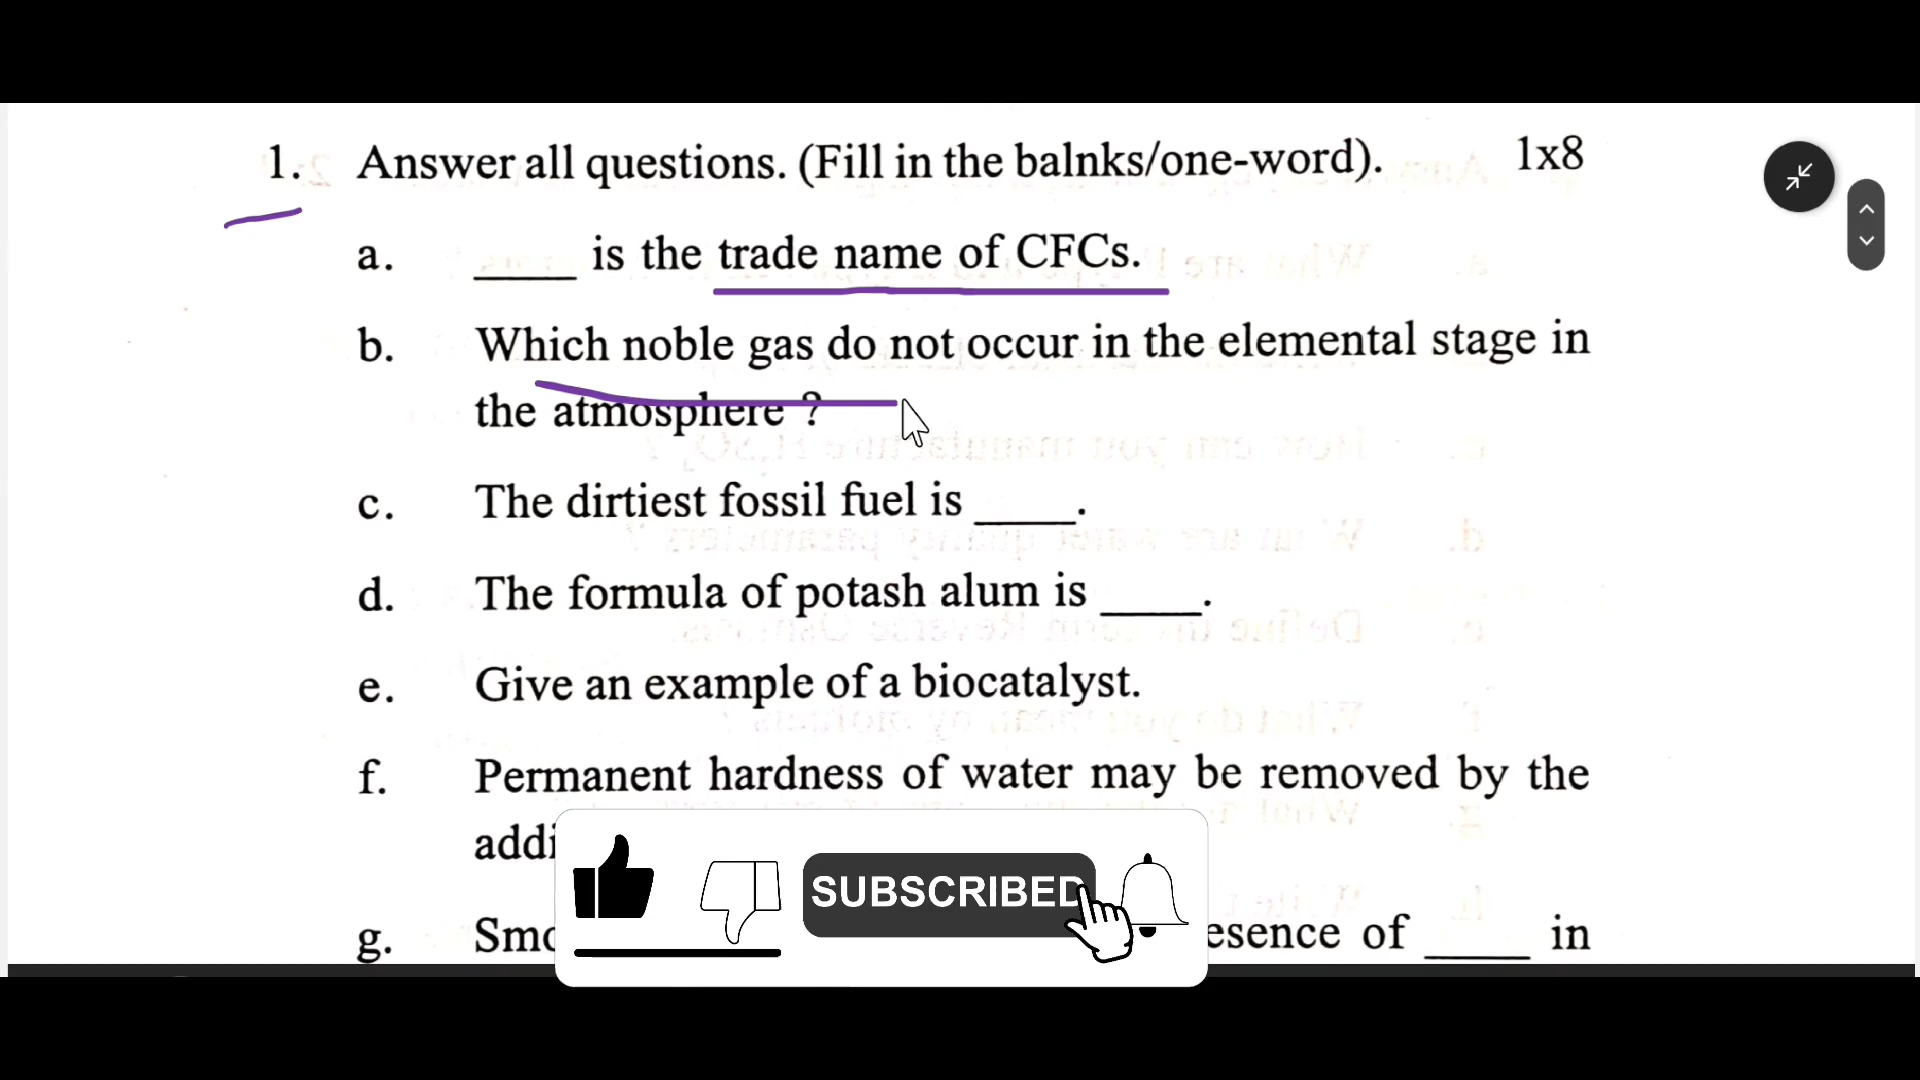 1. Answer all questions. (Fill in the balnks/one-word). 1x8
a. ____ is the trade name of CFCs.
b. Which noble gas do not occur in the elemental stage in
the atmosphere ?
c. The dirtiest fossil fuel is ____.
d. The formula of potash alum is ____.
e. Give an example of a biocatalyst.
f. Permanent hardness of water may be removed by the
addi
SUBSCRIBED
g. Smo esence of ____ in